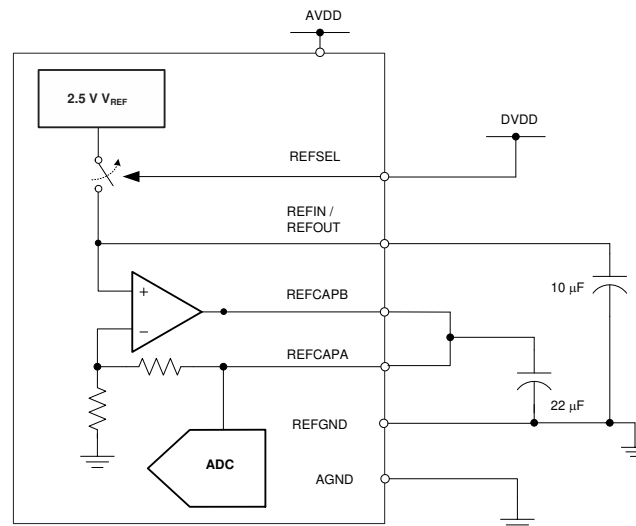 AVDD
2.5 V VREF
DVDD
REFSEL
REFIN /
REFOUT
10 μF
+
REFCAPB
−
REFCAPA
22 μF
REFGND
ADC
AGND